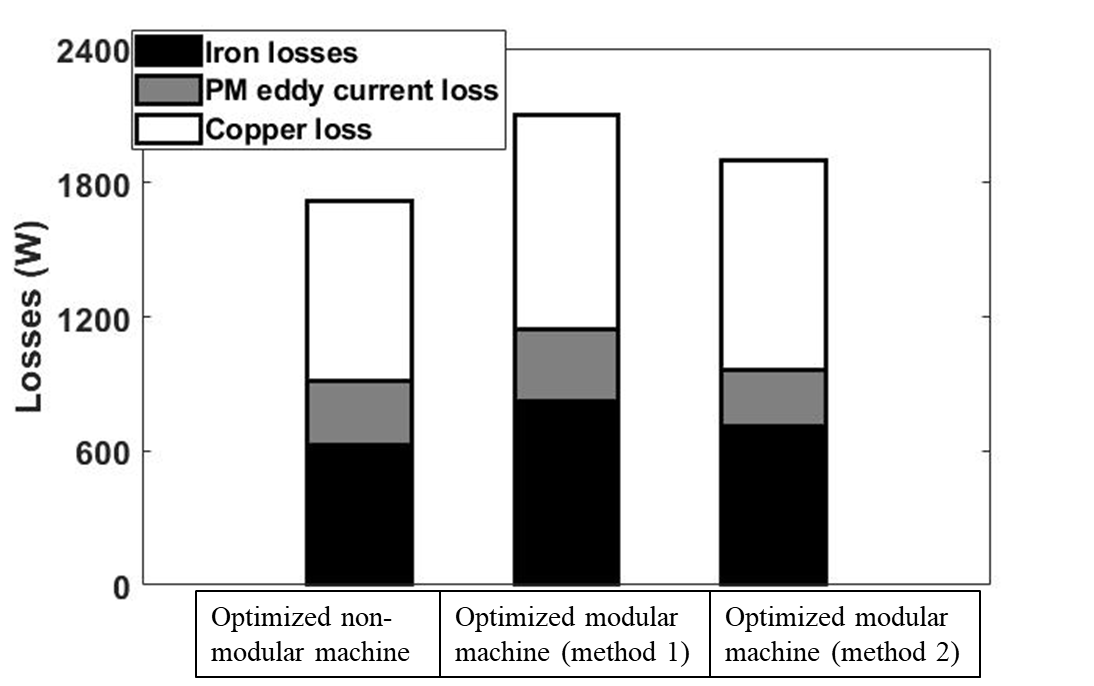 2400
Iron losses
PM eddy current loss
Copper loss
1800
1200
600
0
Losses (W)
Optimized non-
modular machine
Optimized modular
machine (method 1)
Optimized modular
machine (method 2)